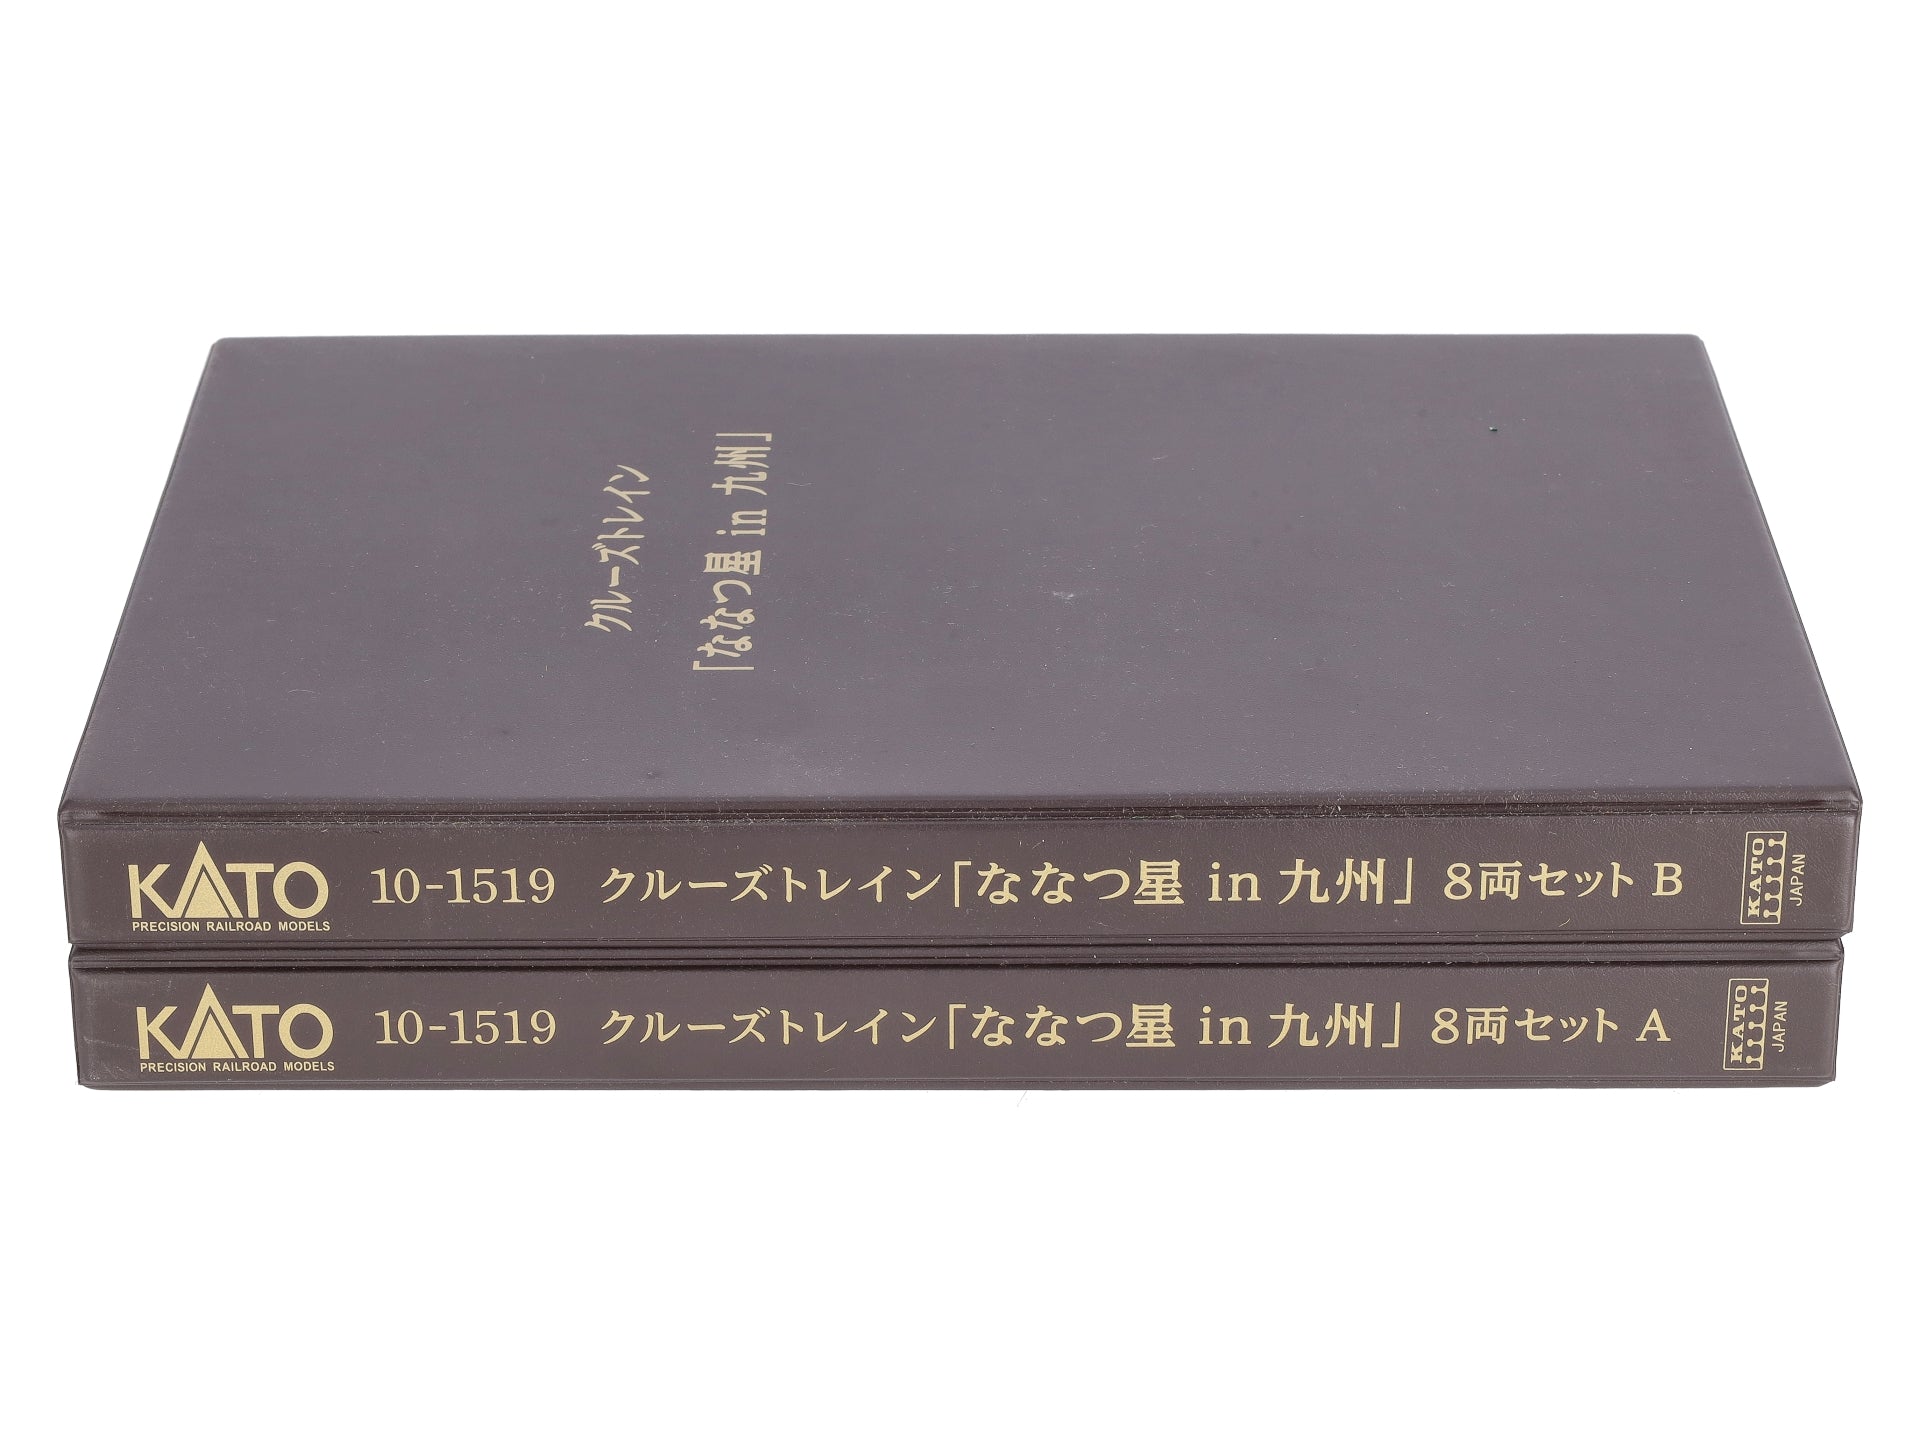 クルーズトレイン
「ななつ星 in 九州」
KATO 10-1519 クルーズトレイン「ななつ星 in 九州」 8両セット B KATO JAPAN
PRECISION RAILROAD MODELS
KATO 10-1519 クルーズトレイン「ななつ星 in 九州」 8両セット A KATO JAPAN
PRECISION RAILROAD MODELS